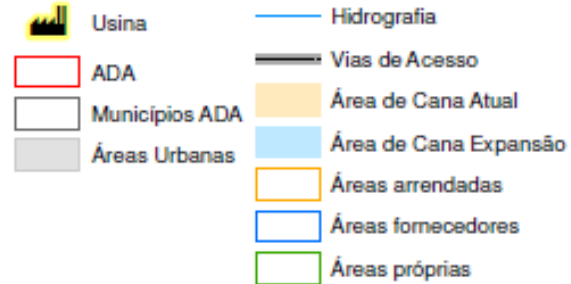 Usina
ADA
Municípios ADA
Áreas Urbanas
Hidrografia
Vias de Acesso
Área de Cana Atual
Área de Cana Expansão
Áreas arrendadas
Áreas fornecedores
Áreas próprias